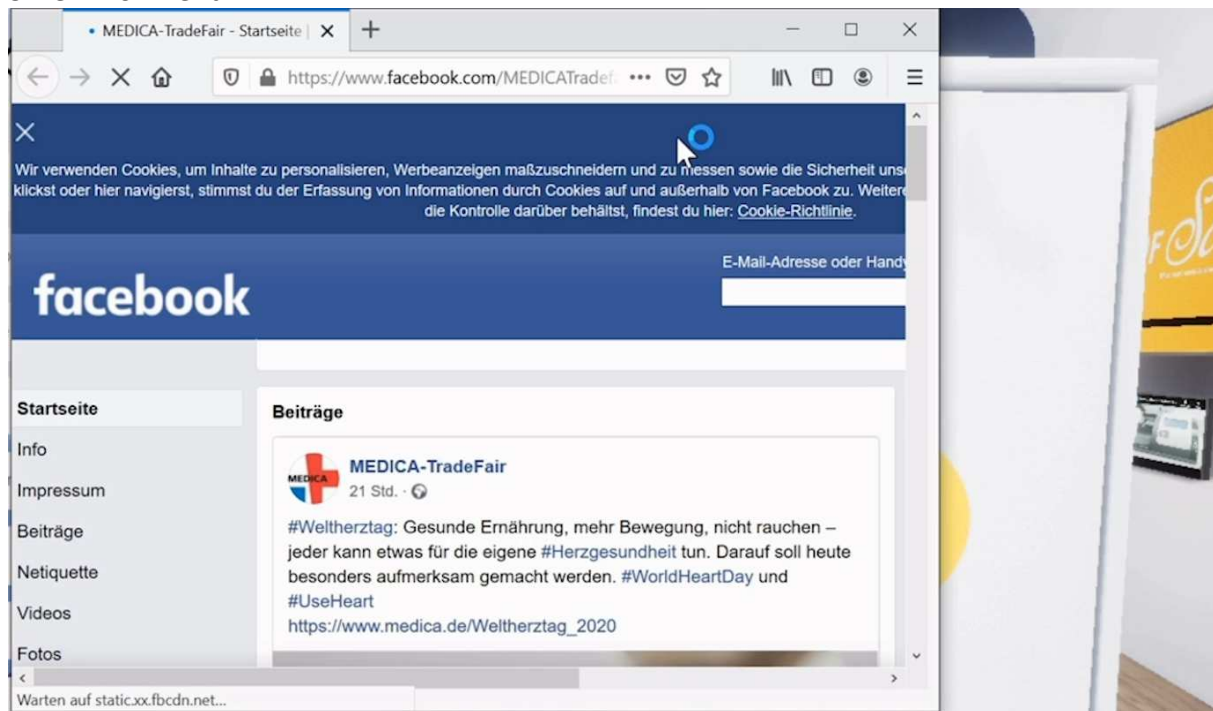 MEDICA-TradeFair - Startseite |
https://www.facebook.com/MEDICATradef
Wir verwenden Cookies, um Inhalte zu personalisieren, Werbeanzeigen maßzuschneidern und zu messen sowie die Sicherheit uns
klickst oder hier navigierst, stimmst du der Erfassung von Informationen durch Cookies auf und außerhalb von Facebook zu. Weitere
die Kontrolle darüber behältst, findest du hier: Cookie-Richtlinie.
E-Mail-Adresse oder Handy
facebook
Startseite
Info
Impressum
Beiträge
Netiquette
Videos
Fotos
Beiträge
MEDICA
MEDICA-TradeFair
21 Std. ·
#Weltherztag: Gesunde Ernährung, mehr Bewegung, nicht rauchen –
jeder kann etwas für die eigene #Herzgesundheit tun. Darauf soll heute
besonders aufmerksam gemacht werden. #WorldHeartDay und
#UseHeart
https://www.medica.de/Weltherztag_2020
Warten auf static.xx.fbcdn.net...